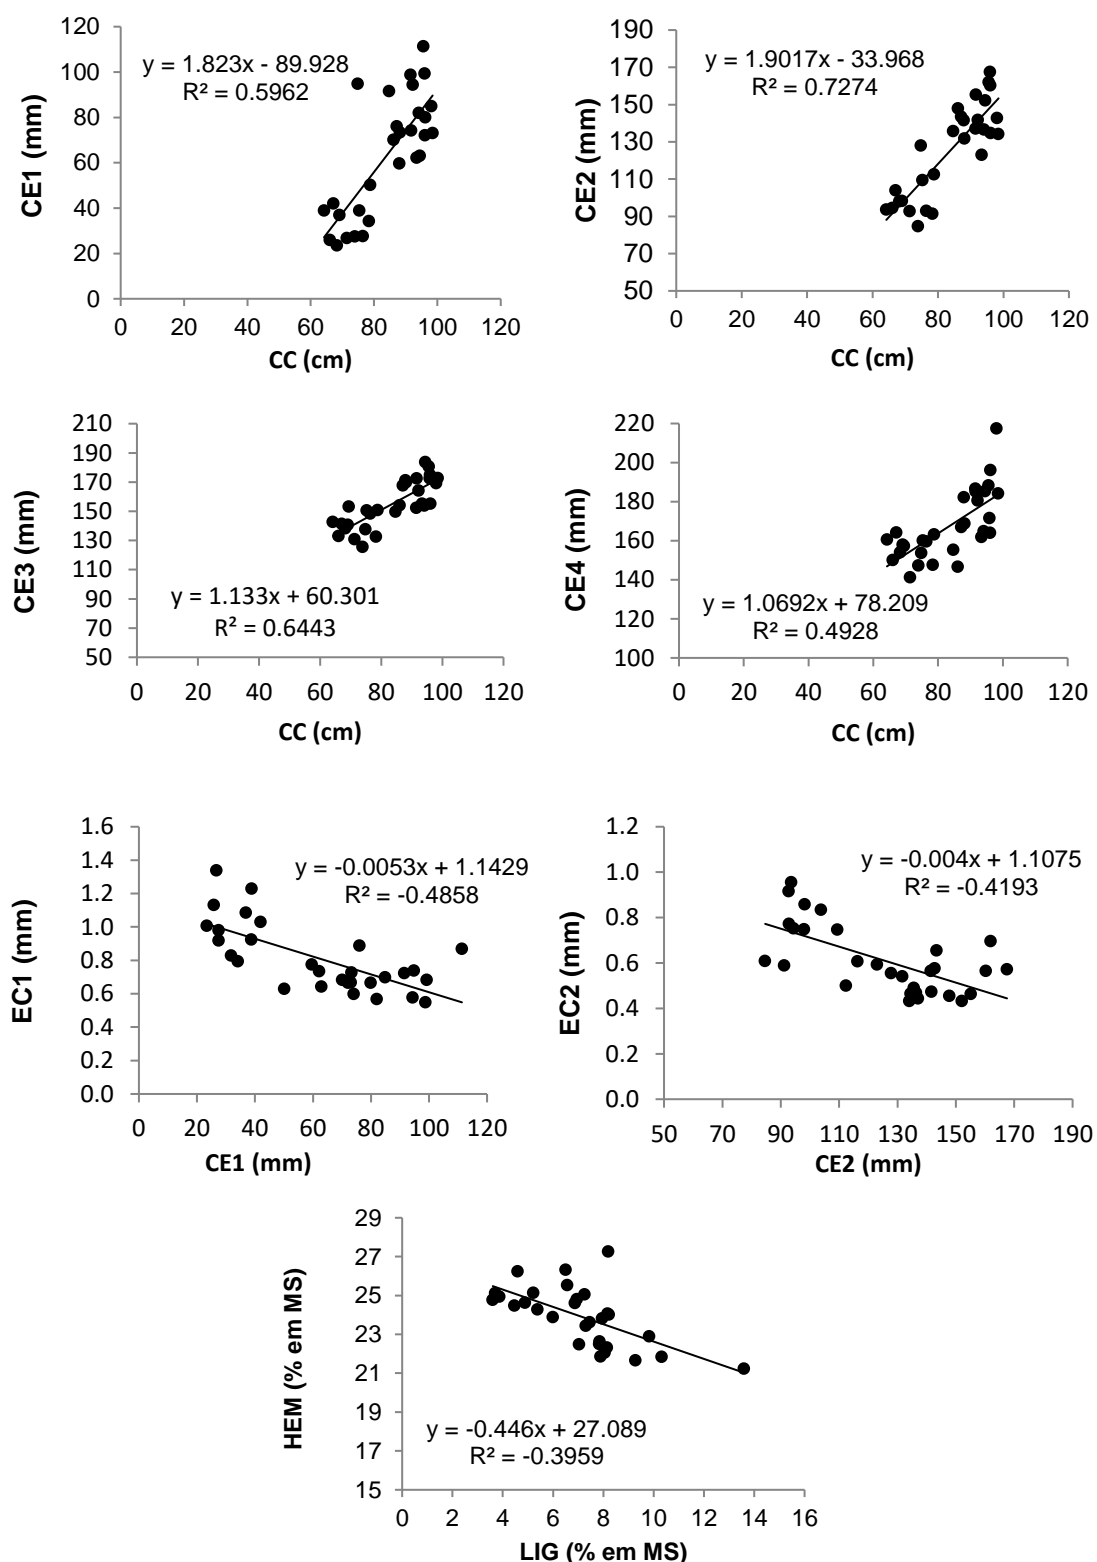 120
100
80
60
40
20
0
CE1 (mm)
y = 1.823x - 89.928
R² = 0.5962
0 20 40 60 80 100 120
CC (cm)
190
170
150
130
110
90
70
50
CE2 (mm)
y = 1.9017x - 33.968
R² = 0.7274
0 20 40 60 80 100 120
CC (cm)
210
190
170
150
130
110
90
70
50
CE3 (mm)
y = 1.133x + 60.301
R² = 0.6443
0 20 40 60 80 100 120
CC (cm)
220
200
180
160
140
120
100
CE4 (mm)
y = 1.0692x + 78.209
R² = 0.4928
0 20 40 60 80 100 120
CC (cm)
1.6
1.4
1.2
1.0
0.8
0.6
0.4
0.2
0.0
EC1 (mm)
y = -0.0053x + 1.1429
R² = -0.4858
0 20 40 60 80 100 120
CE1 (mm)
1.2
1.0
0.8
0.6
0.4
0.2
0.0
EC2 (mm)
y = -0.004x + 1.1075
R² = -0.4193
50 70 90 110 130 150 170 190
CE2 (mm)
29
27
25
23
21
19
17
15
HEM (% em MS)
y = -0.446x + 27.089
R² = -0.3959
0 2 4 6 8 10 12 14 16
LIG (% em MS)